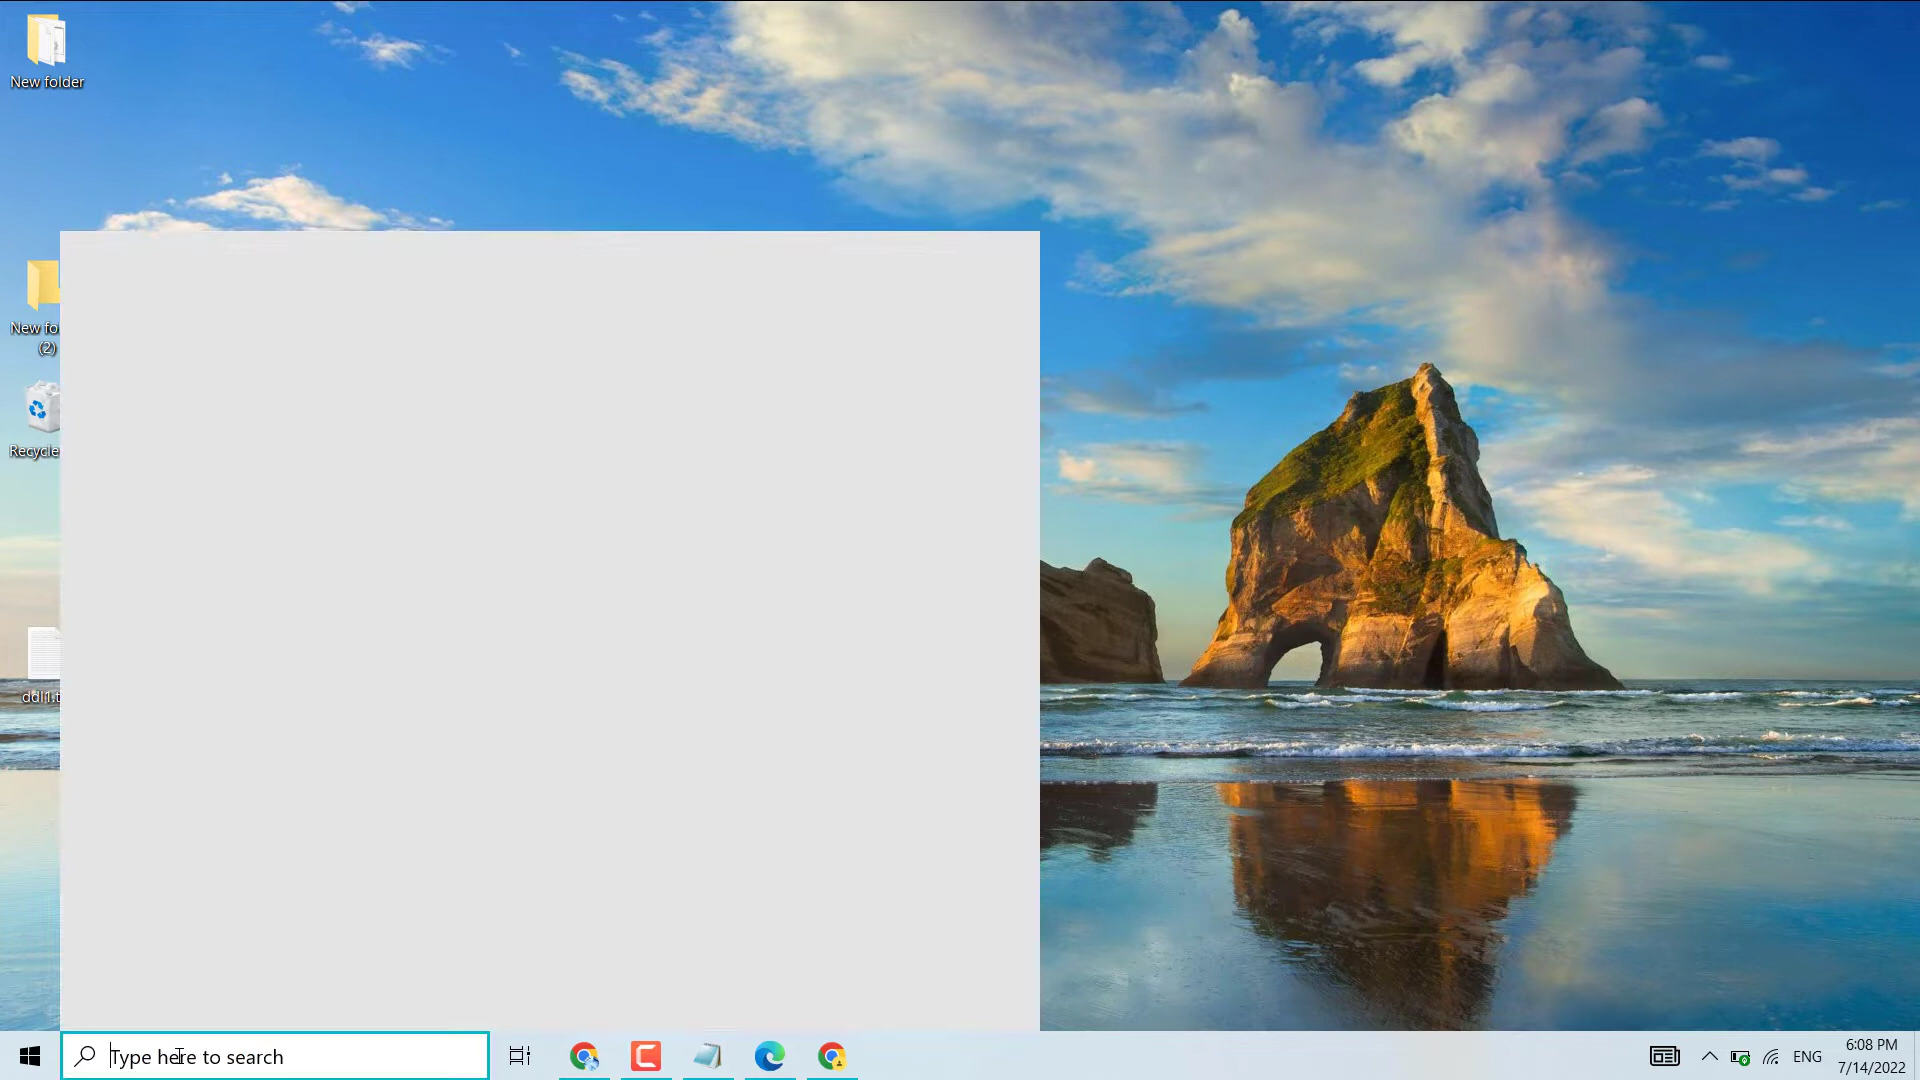 New folder
New fo
(2)
Recycle
ddl1.t
Type here to search
ENG
6:08 PM
7/14/2022